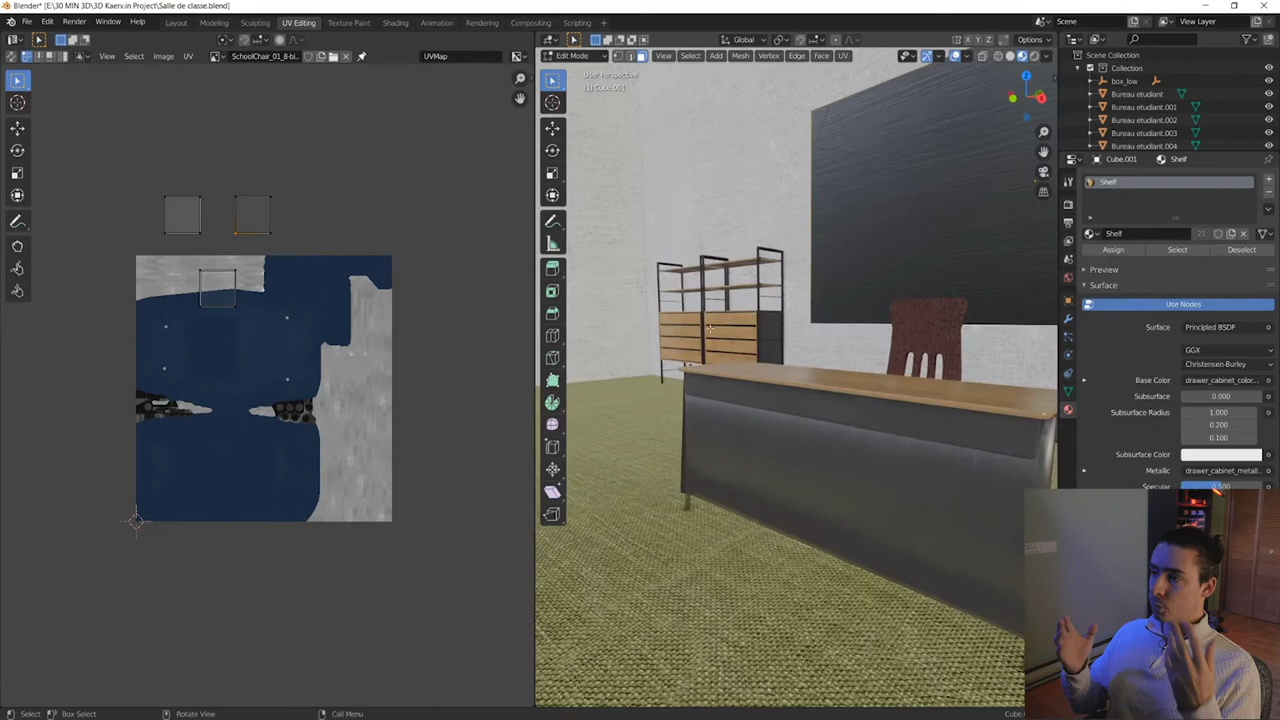 Blender* [E:\30 MIN 3D\3D Kaerv.in Project\Salle de classe.blend]
File Edit Render Window Help Layout Modeling Sculpting UV Editing Texture Paint Shading Animation Rendering Compositing Scripting Scene View Layer
Global X Y Z Options
View Select Image UV SchoolChair_01_8-bi... UVMap Edit Mode View Select Add Mesh Vertex Edge Face UV
User Perspective
(1) Cube.001
Scene Collection
Collection
box_low
Bureau etudiant
Bureau etudiant.001
Bureau etudiant.002
Bureau etudiant.003
Bureau etudiant.004
Cube.001 Shelf
Shelf
Shelf 21
Assign Select Deselect
Preview
Surface
Use Nodes
Surface Principled BSDF
GGX
Christensen-Burley
Base Color drawer_cabinet_color...
Subsurface 0.000
Subsurface Radius 1.000
0.200
0.100
Subsurface Color
Metallic drawer_cabinet_metall...
Specular 0.500
Select Box Select Rotate View Call Menu